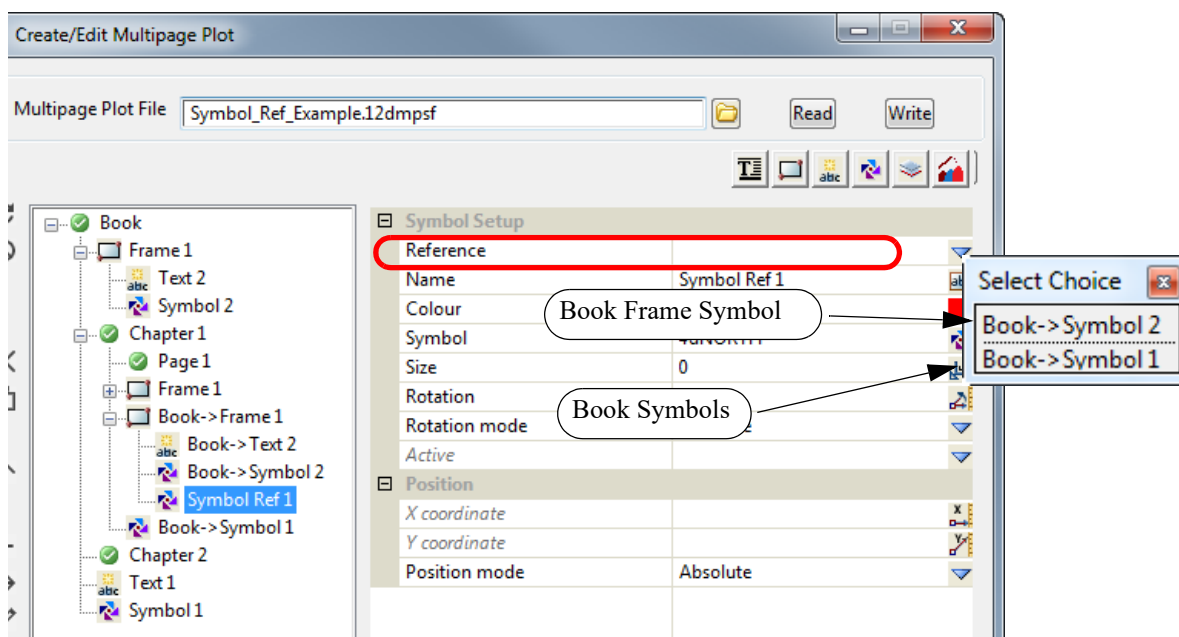 Create/Edit Multipage Plot
Multipage Plot File Symbol_Ref_Example.12dmpsf Read Write
T abc
Book
Frame 1
abc Text 2
Symbol 2
Chapter 1
Page 1
Frame 1
Book->Frame 1
abc Book->Text 2
Book->Symbol 2
Symbol Ref 1
Book->Symbol 1
Chapter 2
abc Text 1
Symbol 1
Symbol Setup
Reference
Name Symbol Ref 1
Colour
Symbol
Size 0
Rotation
Rotation mode
Active
Position
X coordinate X
Y coordinate Y
Position mode Absolute
Book Frame Symbol
Book Symbols
Select Choice
Book->Symbol 2
Book->Symbol 1